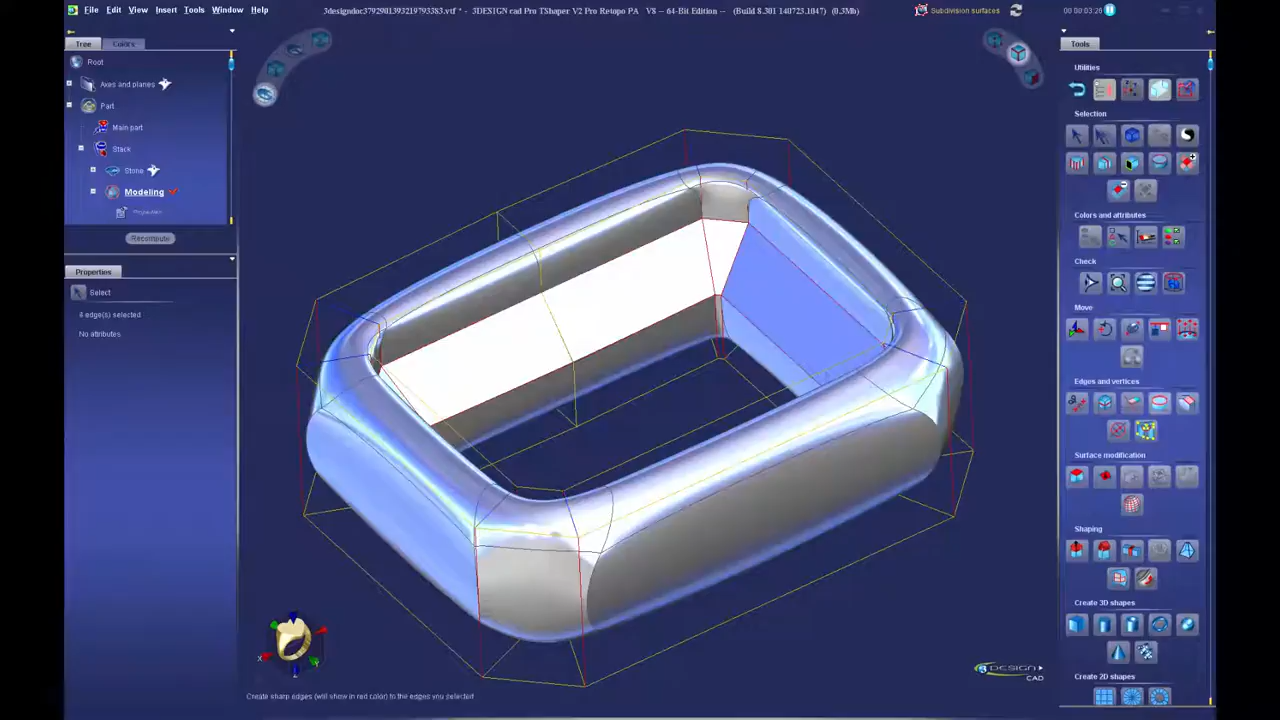 File Edit View Insert Tools Window Help
3DESIGN cad Pro TShaper V2 Pro Retopo PA V8 -- 64-Bit Edition --
Subdivision surfaces
Tree Colors
Root
Axes and planes
Part
Main part
Stack
Stone
Modeling
Properties
Recompute
Properties
Select
8 edge(s) selected
No attributes
Create sharp edges (will show in red color) to the edges you selected
X
3DESIGN
CAD
Tools
Utilities
Selection
Colors and attributes
Check
Move
Edges and vertices
Surface modification
Shaping
Create 3D shapes
Create 2D shapes